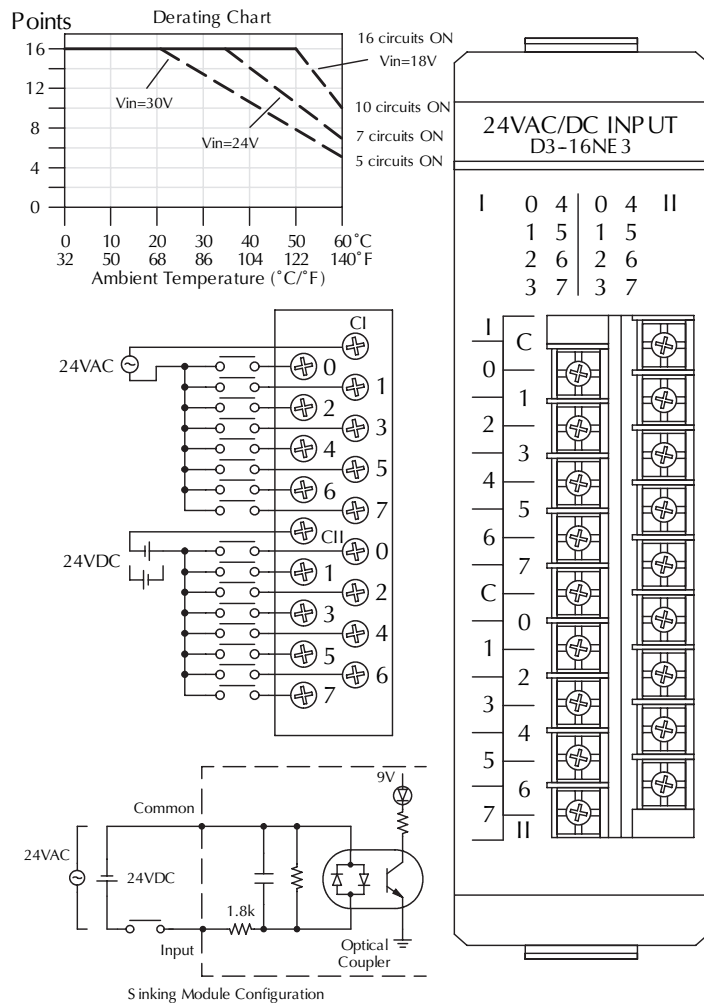 Points
Derating Chart
16 circuits ON
Vin=18V
16
12
8
4
0
Vin=30V
Vin=24V
10 circuits ON
7 circuits ON
5 circuits ON
0 10 20 30 40 50 60˚C
32 50 68 86 104 122 140˚F
Ambient Temperature (˚C/˚F)
24VAC
CI
0
1
2
3
4
5
6
7
24VDC
CII
0
1
2
3
4
5
6
7
Common
24VAC
24VDC
1.8k
Input
9V
Optical
Coupler
Sinking Module Configuration
24VAC/DC INPUT
D3-16NE3
I 0 4 0 4 II
1 5 1 5
2 6 2 6
3 7 3 7
I
C
0
1
2
3
4
5
6
7
C
0
1
2
3
4
5
6
7
II